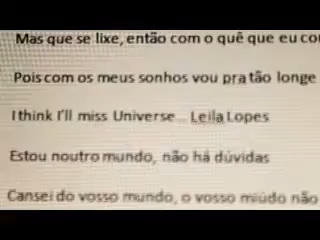 Mas que se lixe, então com o quê que eu co
Pois com os meus sonhos vou pra tão longe
I think I'll miss Universe... Leila Lopes
Estou noutro mundo, não há dúvidas
Cansei do vosso mundo, o vosso miúdo não